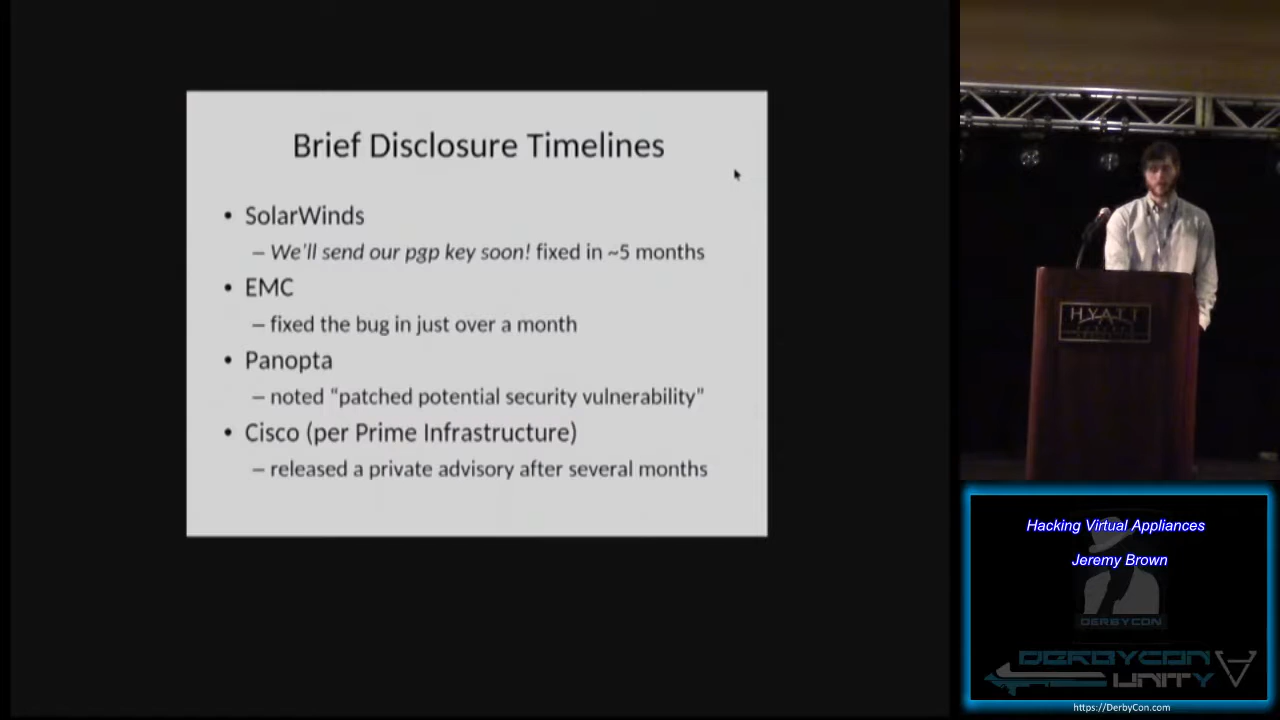 Brief Disclosure Timelines
• SolarWinds
– We'll send our pgp key soon! fixed in ~5 months
• EMC
– fixed the bug in just over a month
• Panopta
– noted "patched potential security vulnerability"
• Cisco (per Prime Infrastructure)
– released a private advisory after several months
HYATT
Hacking Virtual Appliances
Jeremy Brown
DERBYCON
DERBYCON
UNITY
https://DerbyCon.com